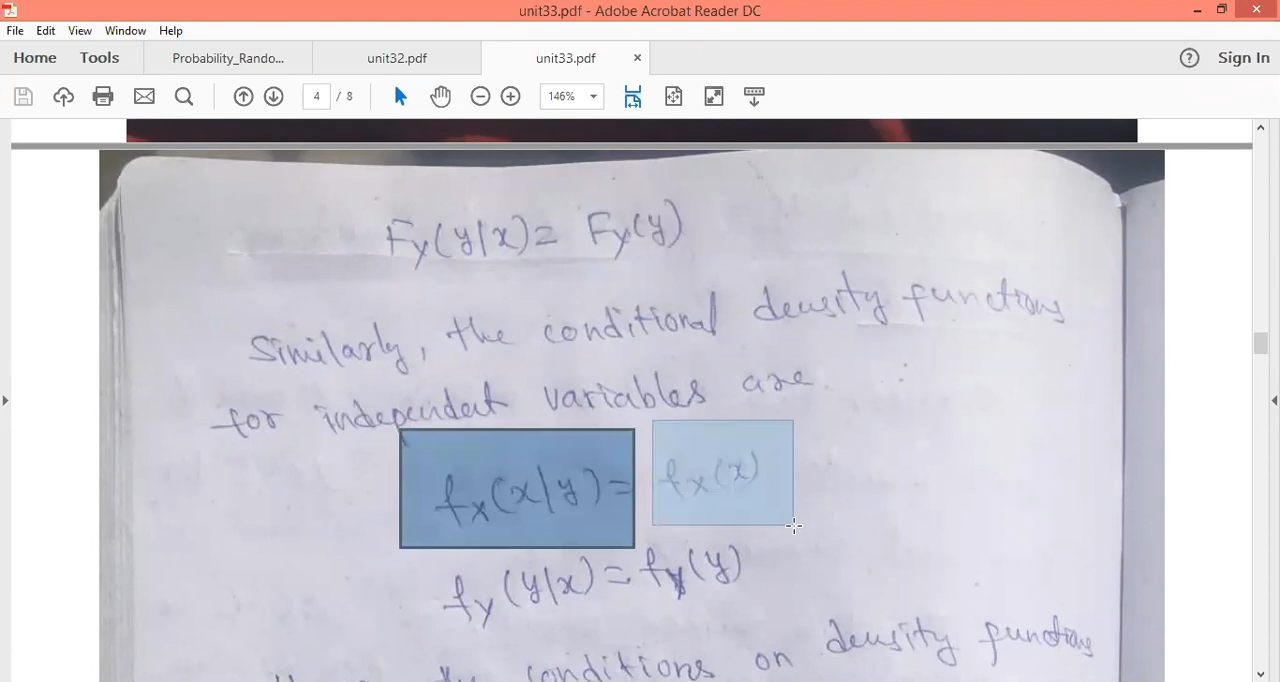 unit33.pdf - Adobe Acrobat Reader DC
File Edit View Window Help
Home Tools Probability_Rando... unit32.pdf unit33.pdf × ? Sign In
4 / 8 146%
Fy(y|x) = Fy(y)
Similarly, the conditional density functions
for independent variables are
fx(x|y) = fx(x)
fy(y|x) = fy(y)
conditions on density functions